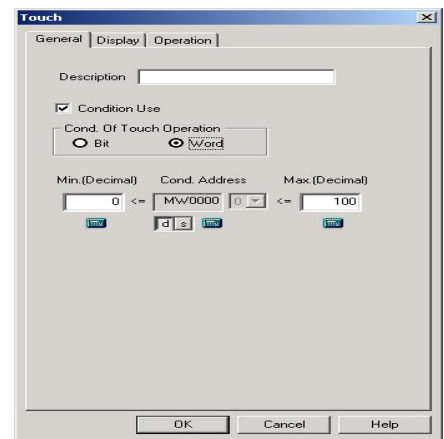 Touch
General Display Operation
Description
Condition Use
Cond. Of Touch Operation
Bit Word
Min.(Decimal) Cond. Address Max.(Decimal)
0 <= MW0000 0 <= 100
d s
OK Cancel Help